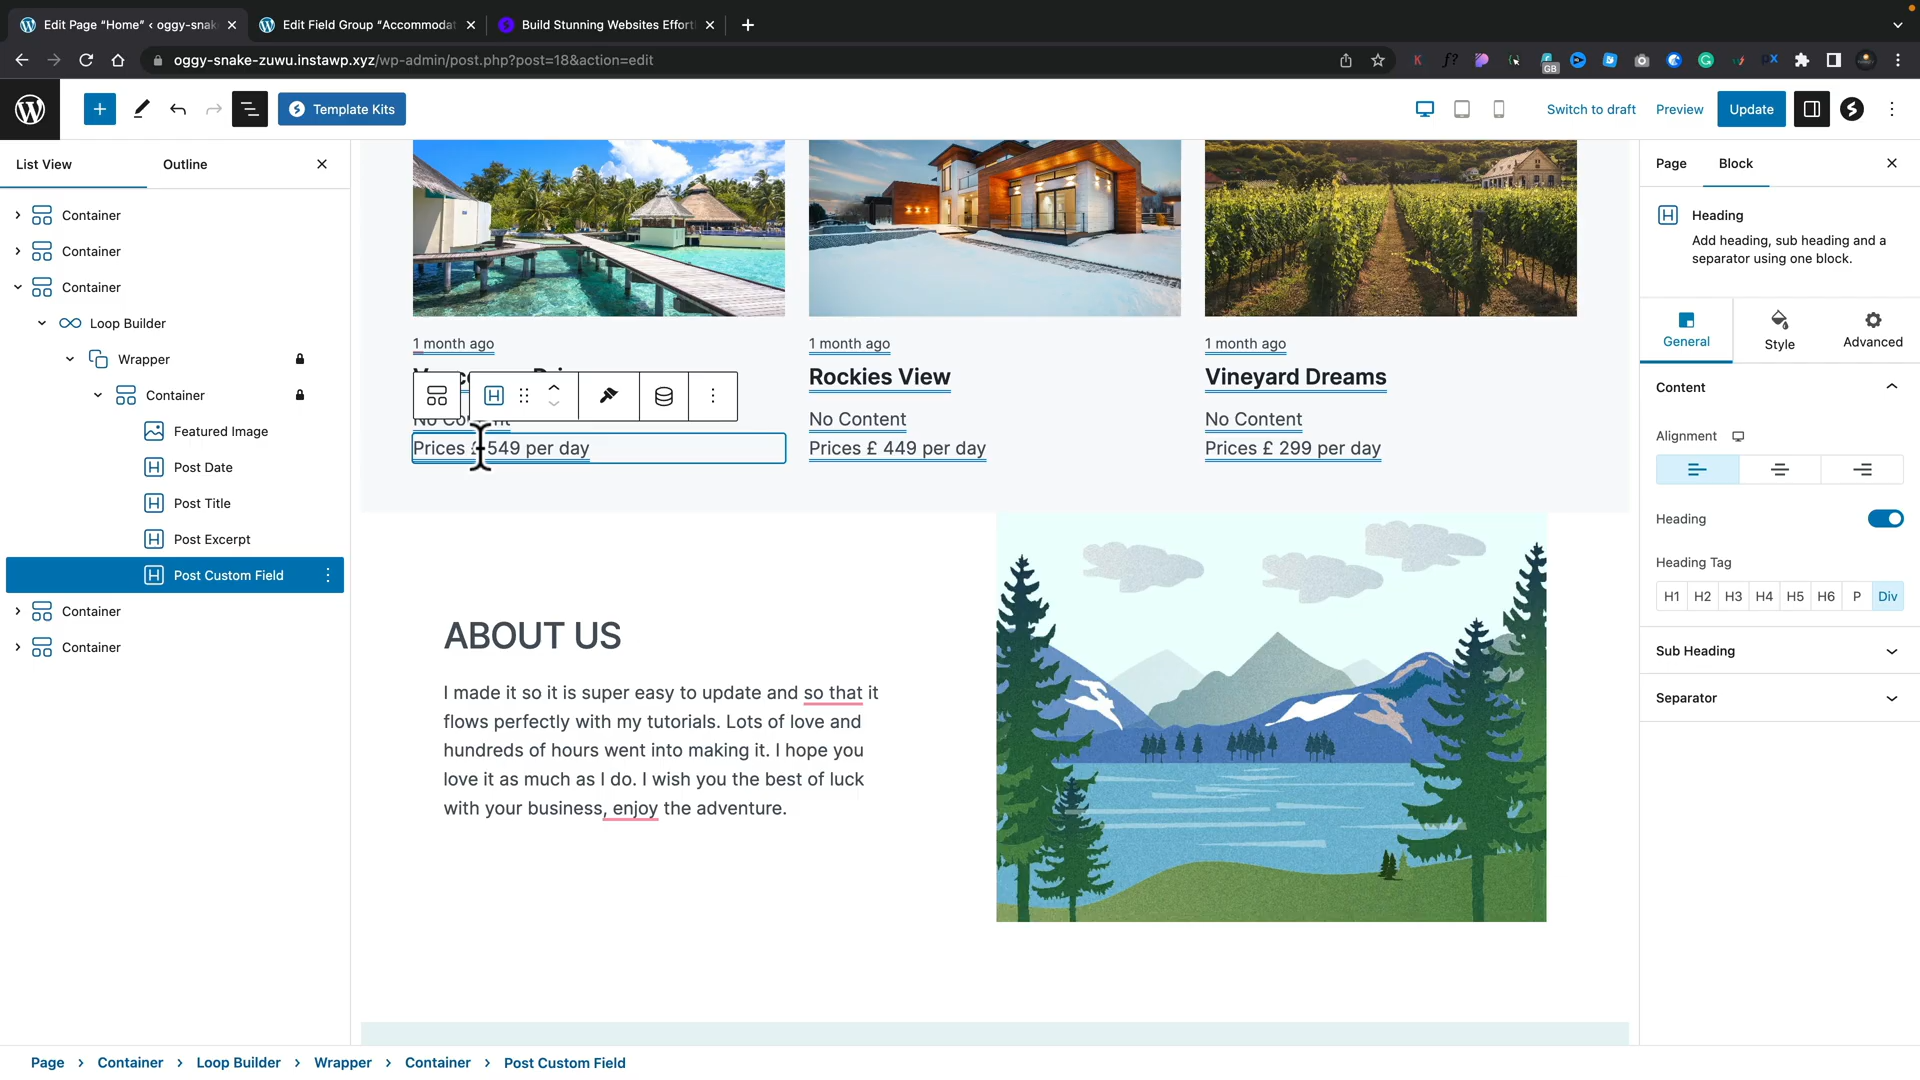 Edit Page “Home” ‹ oggy-snak
Edit Field Group “Accommodat
Build Stunning Websites Effort
oggy-snake-zuwu.instawp.xyz/wp-admin/post.php?post=18&action=edit
GB
Template Kits
Switch to draft
Preview
Update
List View
Outline
Container
Container
Container
Loop Builder
Wrapper
Container
Featured Image
Post Date
Post Title
Post Excerpt
Post Custom Field
Container
Container
1 month ago
1 month ago
Rockies View
No Content
Prices £ 449 per day
1 month ago
Vineyard Dreams
No Content
Prices £ 299 per day
Prices £ 549 per day
ABOUT US
I made it so it is super easy to update and so that it
flows perfectly with my tutorials. Lots of love and
hundreds of hours went into making it. I hope you
love it as much as I do. I wish you the best of luck
with your business, enjoy the adventure.
Page
Block
Heading
Add heading, sub heading and a
separator using one block.
General
Style
Advanced
Content
Alignment
Heading
Heading Tag
H1 H2 H3 H4 H5 H6 P Div
Sub Heading
Separator
Page › Container › Loop Builder › Wrapper › Container › Post Custom Field